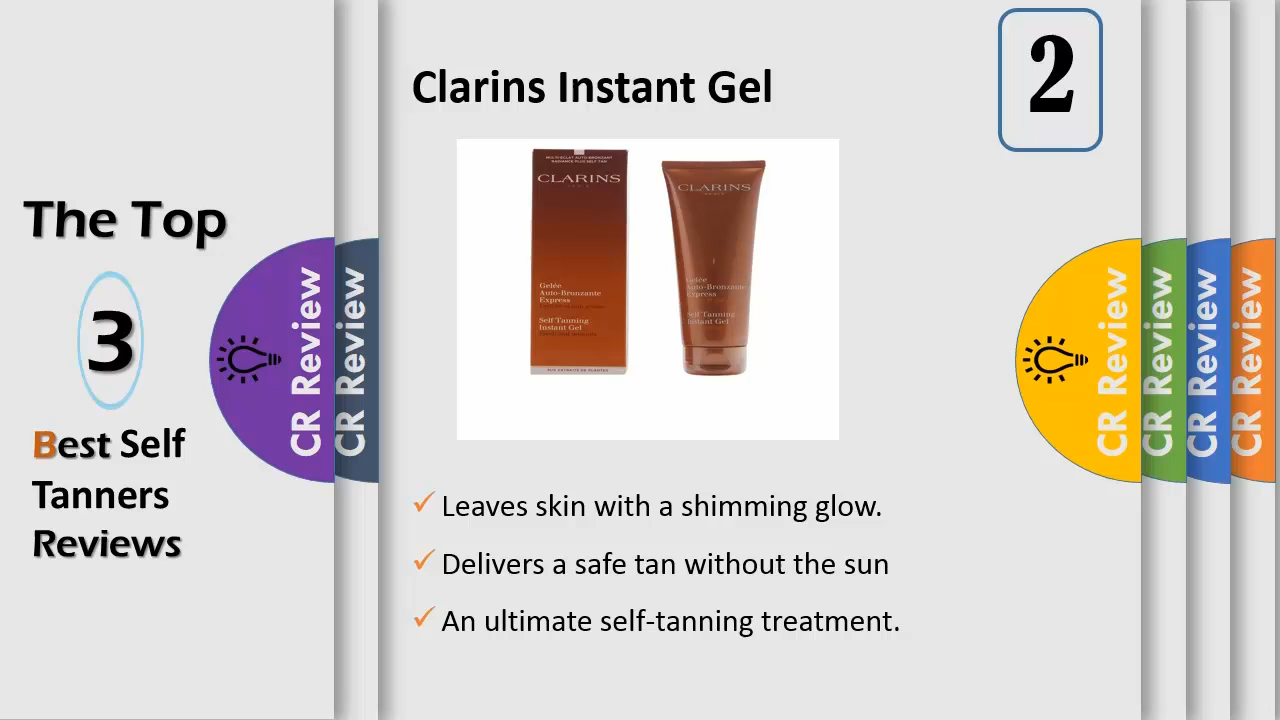 The Top
3
Best Self
Tanners
Reviews
CR Review
CR Review
Clarins Instant Gel
2
CLARINS
Gelée
Auto-Bronzante
Express
Self Tanning
Instant Gel
CLARINS
Gelée
Auto-Bronzante
Express
Self Tanning
Instant Gel
Leaves skin with a shimming glow.
Delivers a safe tan without the sun
An ultimate self-tanning treatment.
CR Review
CR Review
CR Review
CR Review